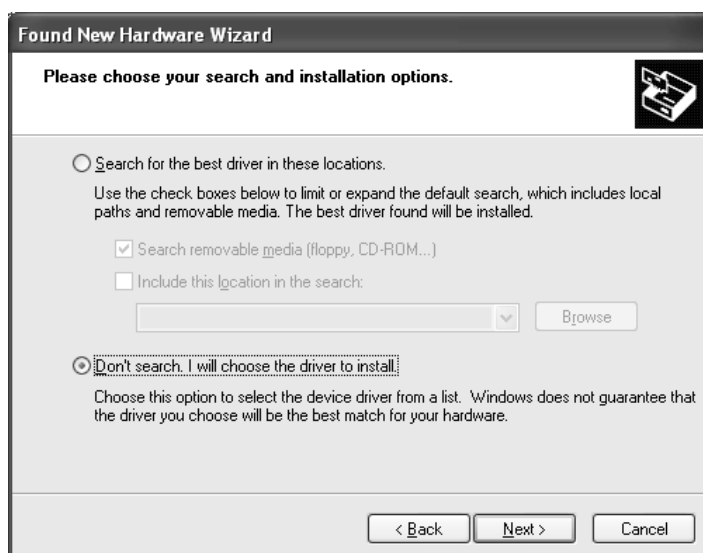 Found New Hardware Wizard
Please choose your search and installation options.
Search for the best driver in these locations.
Use the check boxes below to limit or expand the default search, which includes local
paths and removable media. The best driver found will be installed.
Search removable media (floppy, CD-ROM...)
Include this location in the search:
Browse
Don't search. I will choose the driver to install.
Choose this option to select the device driver from a list. Windows does not guarantee that
the driver you choose will be the best match for your hardware.
< Back Next > Cancel